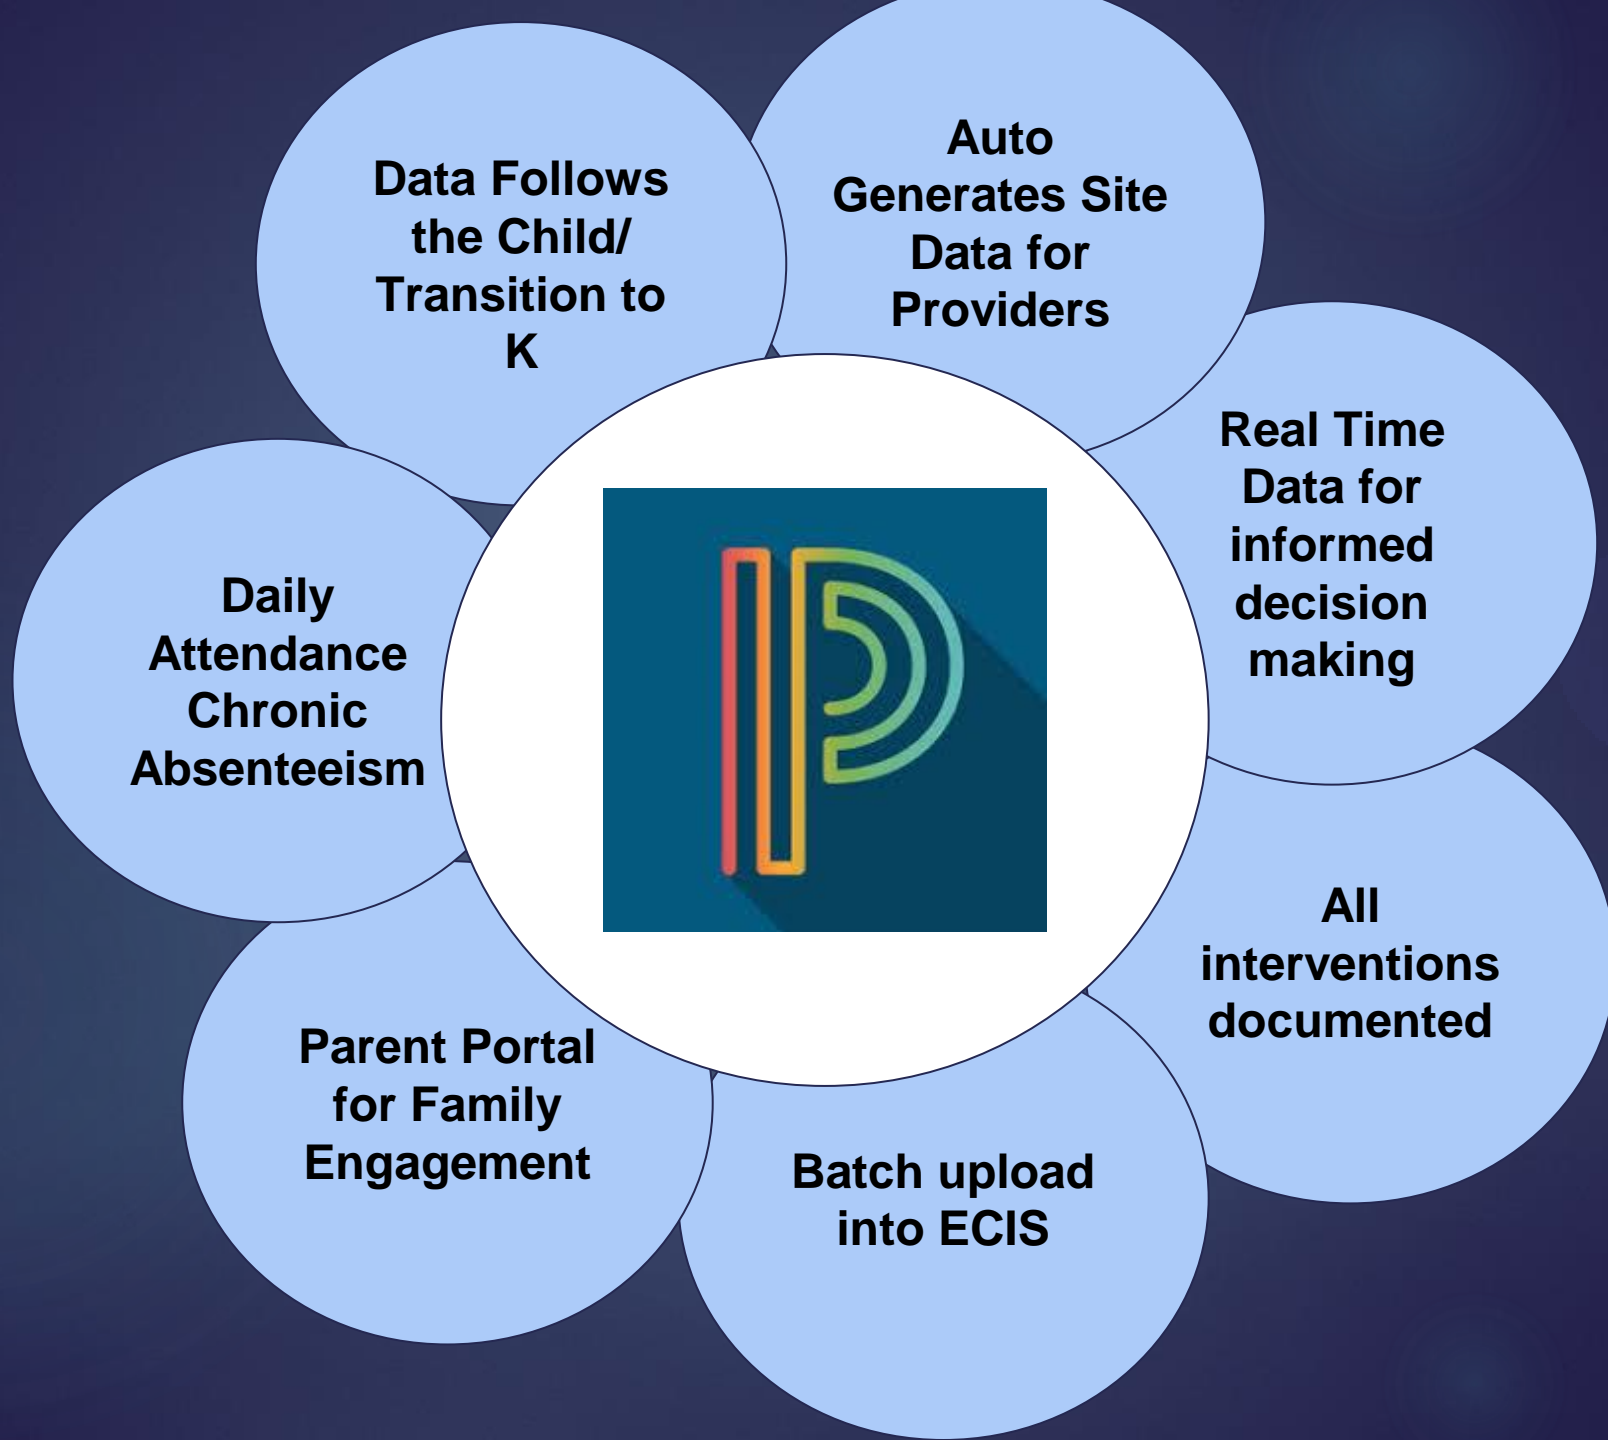 Data Follows
the Child/
Transition to
K
Auto
Generates Site
Data for
Providers
Real Time
Data for
informed
decision
making
All
interventions
documented
Batch upload
into ECIS
Parent Portal
for Family
Engagement
Daily
Attendance
Chronic
Absenteeism